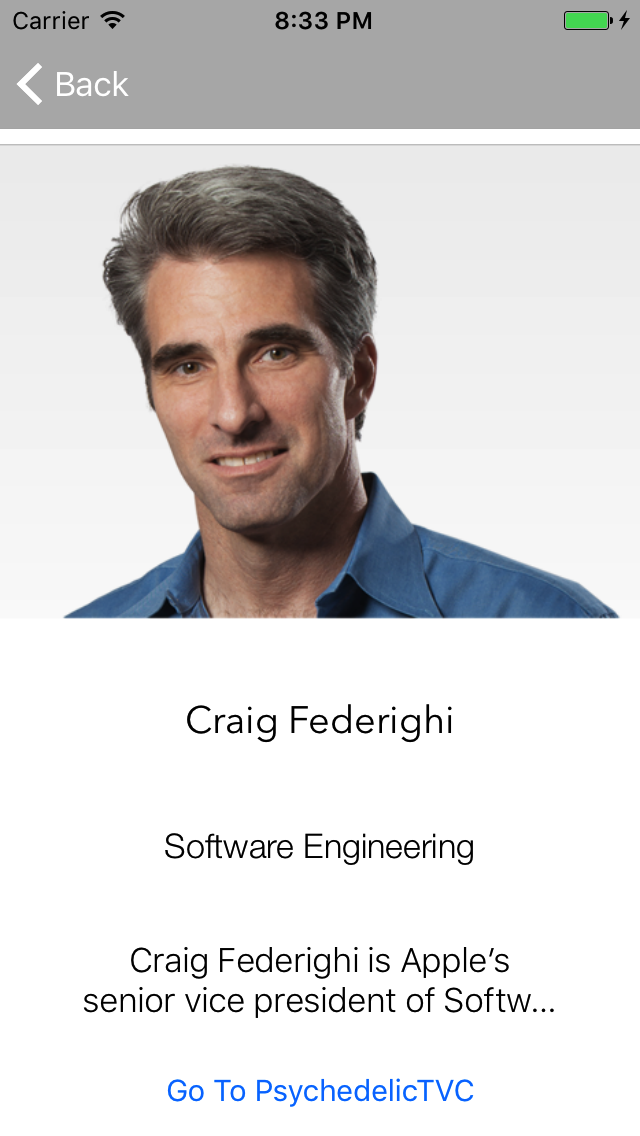 Carrier 8:33 PM
Back
Craig Federighi
Software Engineering
Craig Federighi is Apple’s
senior vice president of Softw...
Go To PsychedelicTVC